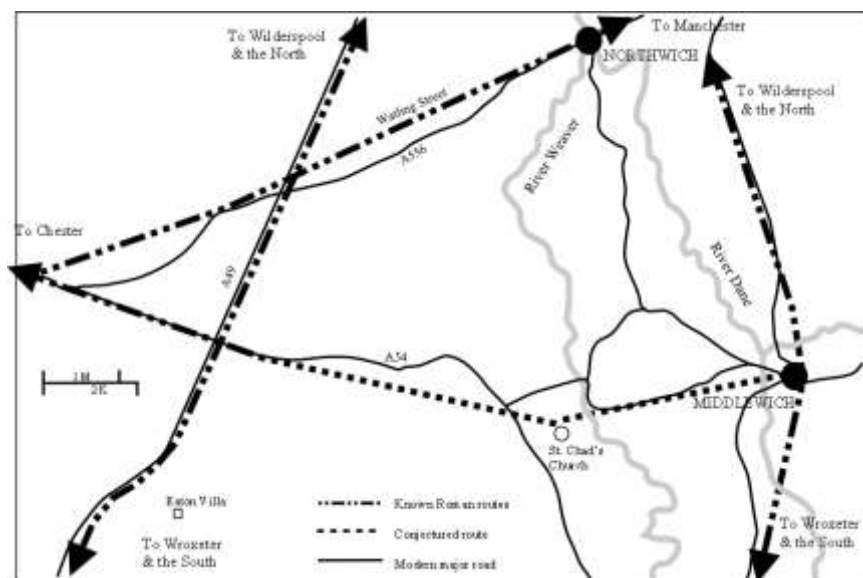 To Manchester
To Wilderspool
& the North
NORTHWICH
Watling Street
To Wilderspool
& the North
A556
River Weaver
To Chester
River Dane
A49
A54
1M
2K
MIDDLEWICH
St. Chad's
Church
Eaton Villa
Known Roman routes
Conjectured route
Modern major road
To Wroxeter
& the South
To Wroxeter
& the South